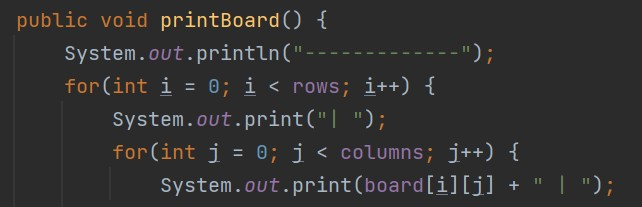 public void printBoard() {
System.out.println("-------------");
for(int i = 0; i < rows; i++) {
System.out.print("| ");
for(int j = 0; j < columns; j++) {
System.out.print(board[i][j] + " | ");